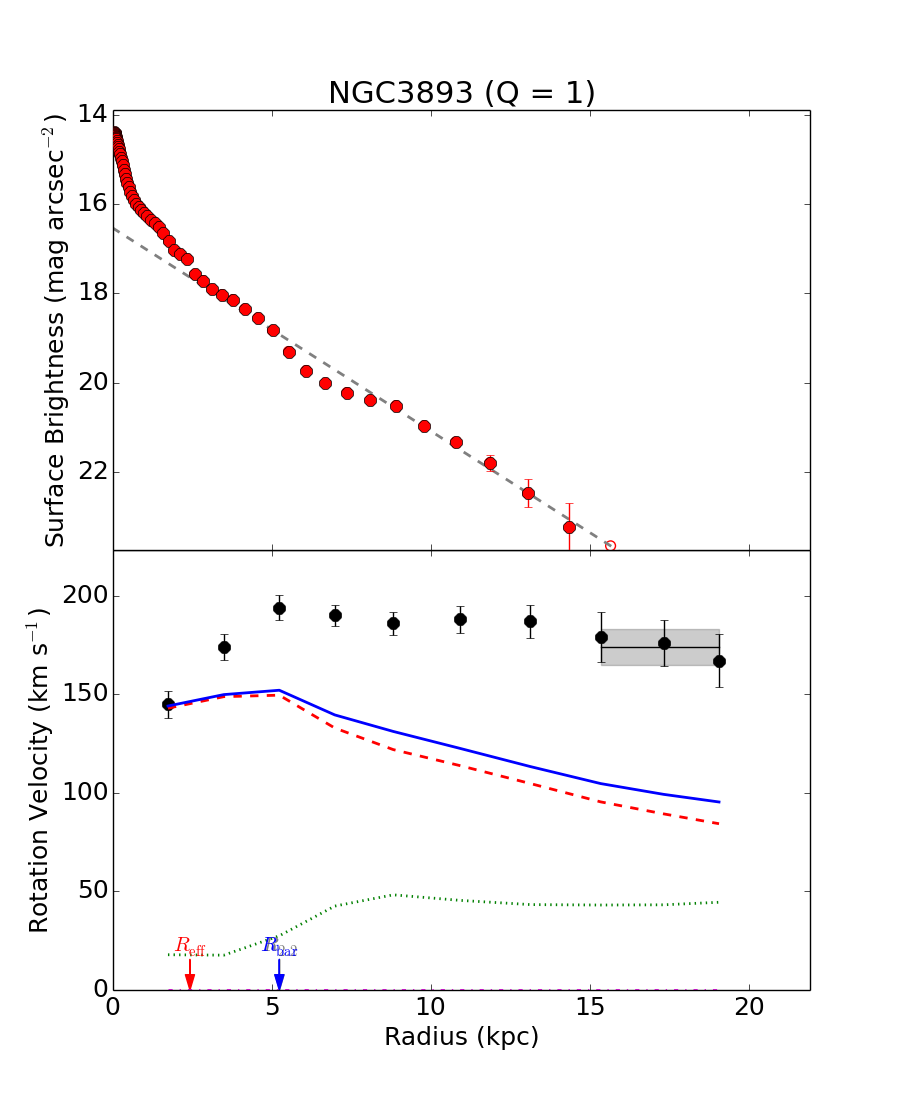 NGC3893 (Q = 1)
Surface Brightness (mag arcsec⁻²)
14
16
18
20
22
Rotation Velocity (km s⁻¹)
200
150
100
50
0
R_eff
R_bar
0 5 10 15 20
Radius (kpc)